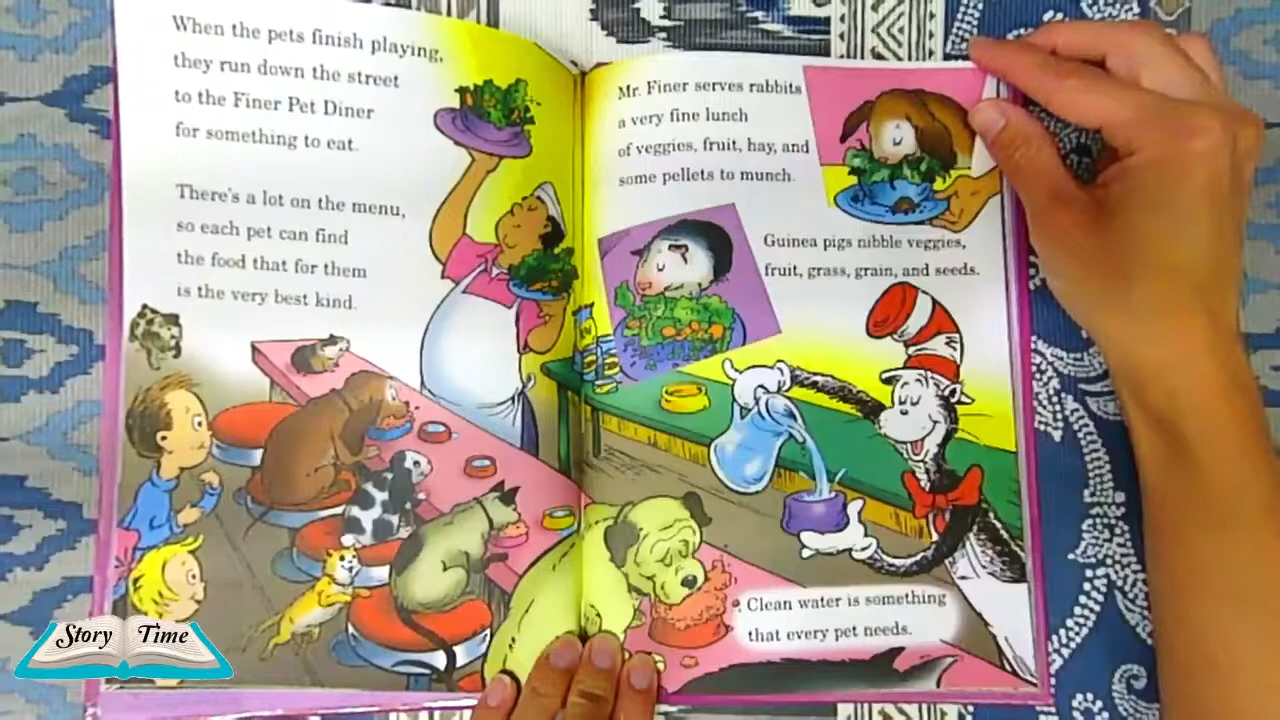 When the pets finish playing,
they run down the street
to the Finer Pet Diner
for something to eat.
There's a lot on the menu,
so each pet can find
the food that for them
is the very best kind.
Mr. Finer serves rabbits
a very fine lunch
of veggies, fruit, hay, and
some pellets to munch.
Guinea pigs nibble veggies,
fruit, grass, grain, and seeds.
Clean water is something
that every pet needs.
Story Time